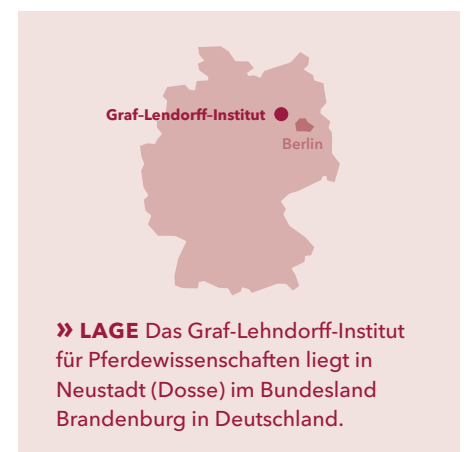 Graf-Lendorff-Institut
Berlin
» LAGE Das Graf-Lehndorff-Institut
für Pferdewissenschaften liegt in
Neustadt (Dosse) im Bundesland
Brandenburg in Deutschland.